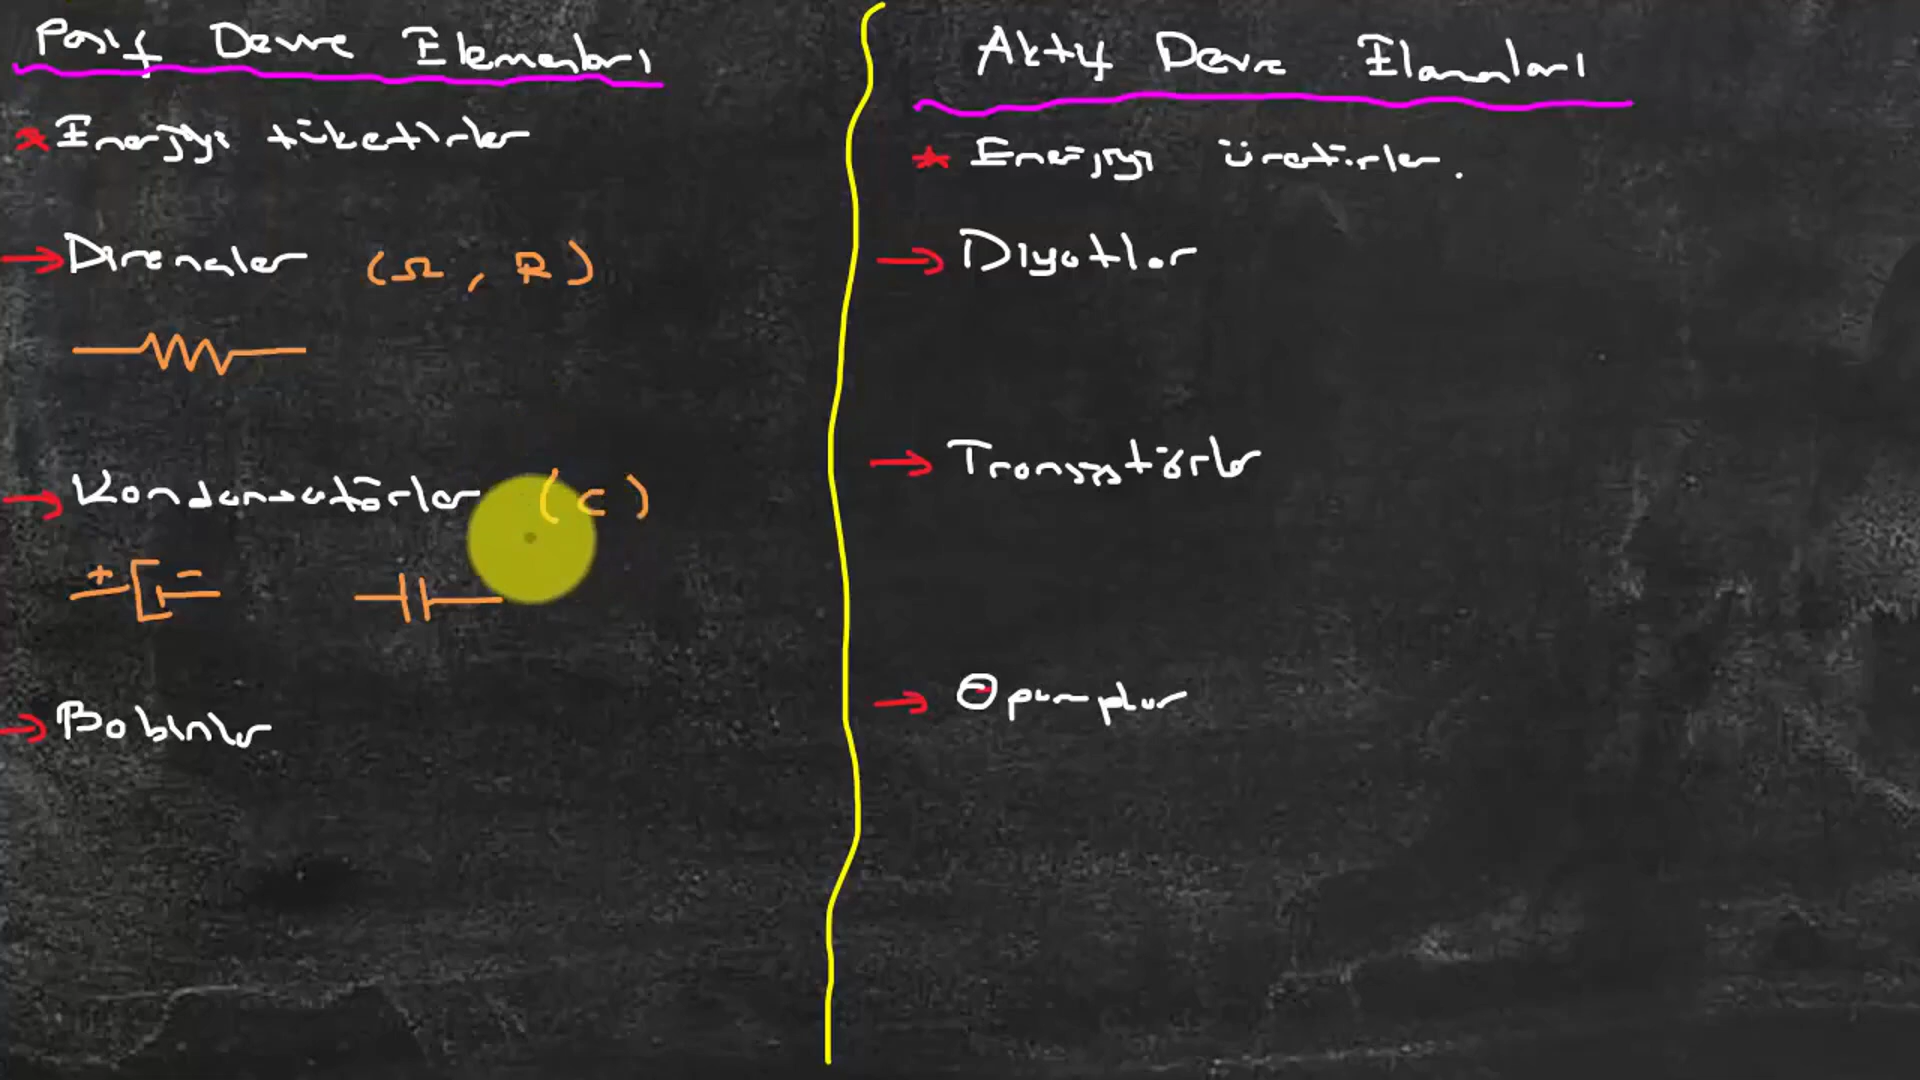 Pasif Devre Elemanları
* Enerjiyi tüketirler
→ Dirençler (Ω, R)
→ Kondansatörler (C)
+ -
→ Bobinler
Aktif Devre Elemanları
* Enerjiyi üretirler.
→ Diyotlar
→ Transistörler
→ Opamplar